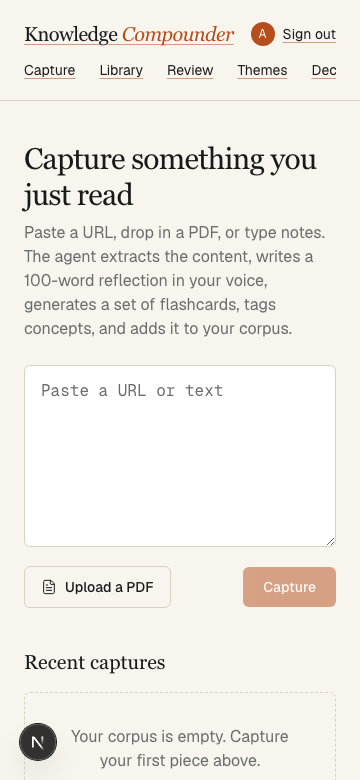 Knowledge Compounder
A
Sign out
Capture
Library
Review
Themes
Dec
Capture something you
just read
Paste a URL, drop in a PDF, or type notes.
The agent extracts the content, writes a
100-word reflection in your voice,
generates a set of flashcards, tags
concepts, and adds it to your corpus.
Paste a URL or text
Upload a PDF
Capture
Recent captures
Your corpus is empty. Capture
your first piece above.
N